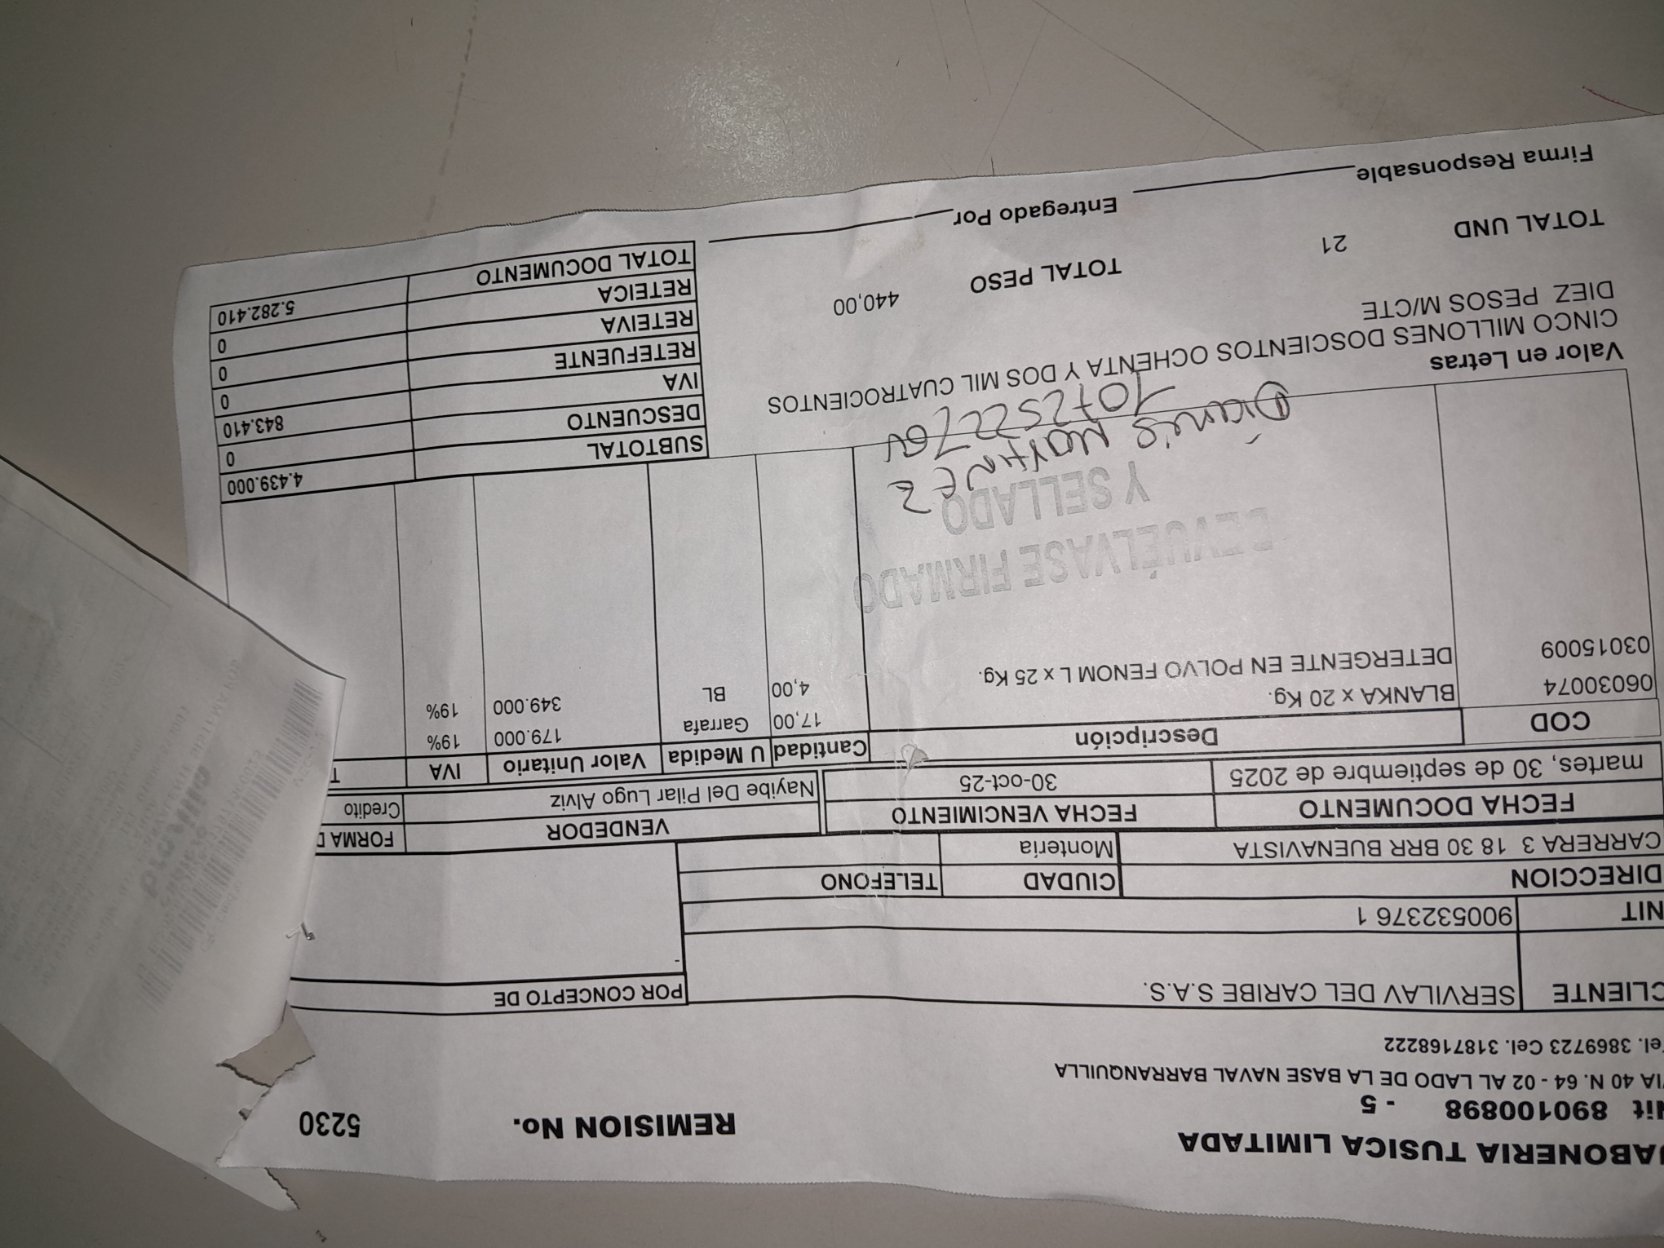 JABONERIA TUSICA LIMITADA
Nit 890100898 - 5
VIA 40 N. 64 - 02 AL LADO DE LA BASE NAVAL BARRANQUILLA
Tel. 3869723 Cel. 3187168222
REMISION No. 5230
CLIENTE SERVILAV DEL CARIBE S.A.S.
POR CONCEPTO DE
-
NIT 900532376 1
DIRECCION CIUDAD TELEFONO
CARRERA 3 18 30 BRR BUENAVISTA Monteria
FECHA DOCUMENTO FECHA VENCIMIENTO VENDEDOR FORMA D
martes, 30 de septiembre de 2025 30-oct-25 Nayibe Del Pilar Lugo Alviz Credito
COD Descripción Cantidad U Medida Valor Unitario IVA T
06030074 BLANKA x 20 Kg. 17,00 Garrafa 179.000 19%
03015009 DETERGENTE EN POLVO FENOM L x 25 Kg. 4,00 BL 349.000 19%
DEVUÉLVASE FIRMADO
Y SELLADO
Valor en Letras
CINCO MILLONES DOSCIENTOS OCHENTA Y DOS MIL CUATROCIENTOS
DIEZ PESOS M/CTE
SUBTOTAL 4.439.000
DESCUENTO 0
IVA 843.410
RETEFUENTE 0
RETEIVA 0
RETEICA 0
TOTAL DOCUMENTO 5.282.410
TOTAL UND 21 TOTAL PESO 440,00
Firma Responsable Entregado Por